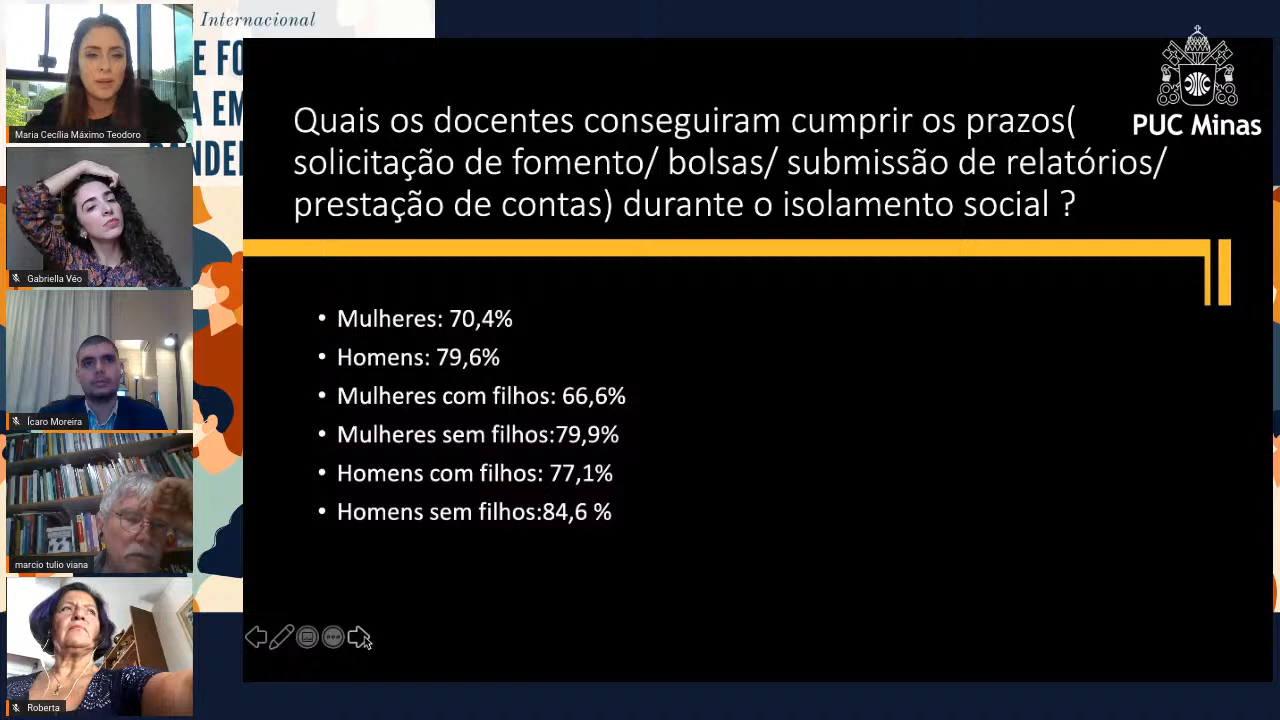 Internacional
E FO
A EM
ANDE
Maria Cecília Máximo Teodoro
Gabriella Véo
Ícaro Moreira
marcio tulio viana
Roberta
PUC Minas
Quais os docentes conseguiram cumprir os prazos(
solicitação de fomento/ bolsas/ submissão de relatórios/
prestação de contas) durante o isolamento social ?
• Mulheres: 70,4%
• Homens: 79,6%
• Mulheres com filhos: 66,6%
• Mulheres sem filhos:79,9%
• Homens com filhos: 77,1%
• Homens sem filhos:84,6 %